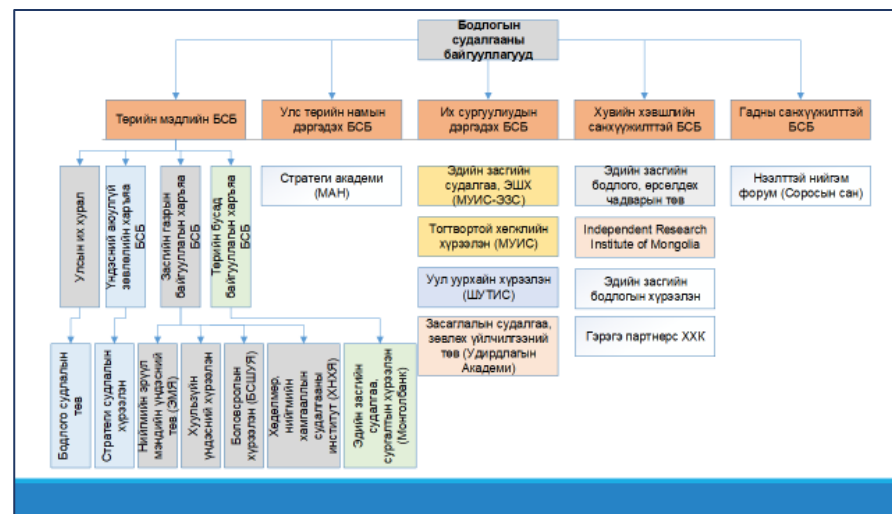 Бодлогын
судалгааны
байгууллагууд
Төрийн мэдлийн БСБ
Улс төрийн намын
дэргэдэх БСБ
Их сургуулиудын
дэргэдэх БСБ
Хувийн хэвшлийн
санхүүжилттэй БСБ
Гадны санхүүжилттэй
БСБ
Улсын их хурал
Үндэсний аюулгүй
зөвлөлийн харъяа
БСБ
Засгийн газрын
байгууллагын харъяа
БСБ
Төрийн бусад
байгууллагын харъяа
БСБ
Стратеги академи
(МАН)
Эдийн засгийн
судалгаа, ЭШХ
(МУИС-ЭЗС)
Тогтвортой хөгжлийн
хүрээлэн (МУИС)
Уул уурхайн хүрээлэн
(ШУТИС)
Засаглалын судалгаа,
зөвлөх үйлчилгээний
төв (Удирдлагын
Академи)
Эдийн засгийн
бодлого, өрсөлдөх
чадварын төв
Independent Research
Institute of Mongolia
Эдийн засгийн
бодлогын хүрээлэн
Гэрэгэ партнерс ХХК
Нээлттэй нийгэм
форум (Соросын сан)
Бодлого судлалын
төв
Стратеги судлалын
хүрээлэн
Нийгмийн эрүүл
мэндийн үндэсний
төв (ЭМЯ)
Хуульзүйн
үндэсний хүрээлэн
Боловсролын
хүрээлэн (БСШУЯ)
Хөдөлмөр,
нийгмийн
хамгааллын
судалгааны
институт (ХНХЯ)
Эдийн засгийн
судалгаа,
сургалтын хүрээлэн
(Монголбанк)